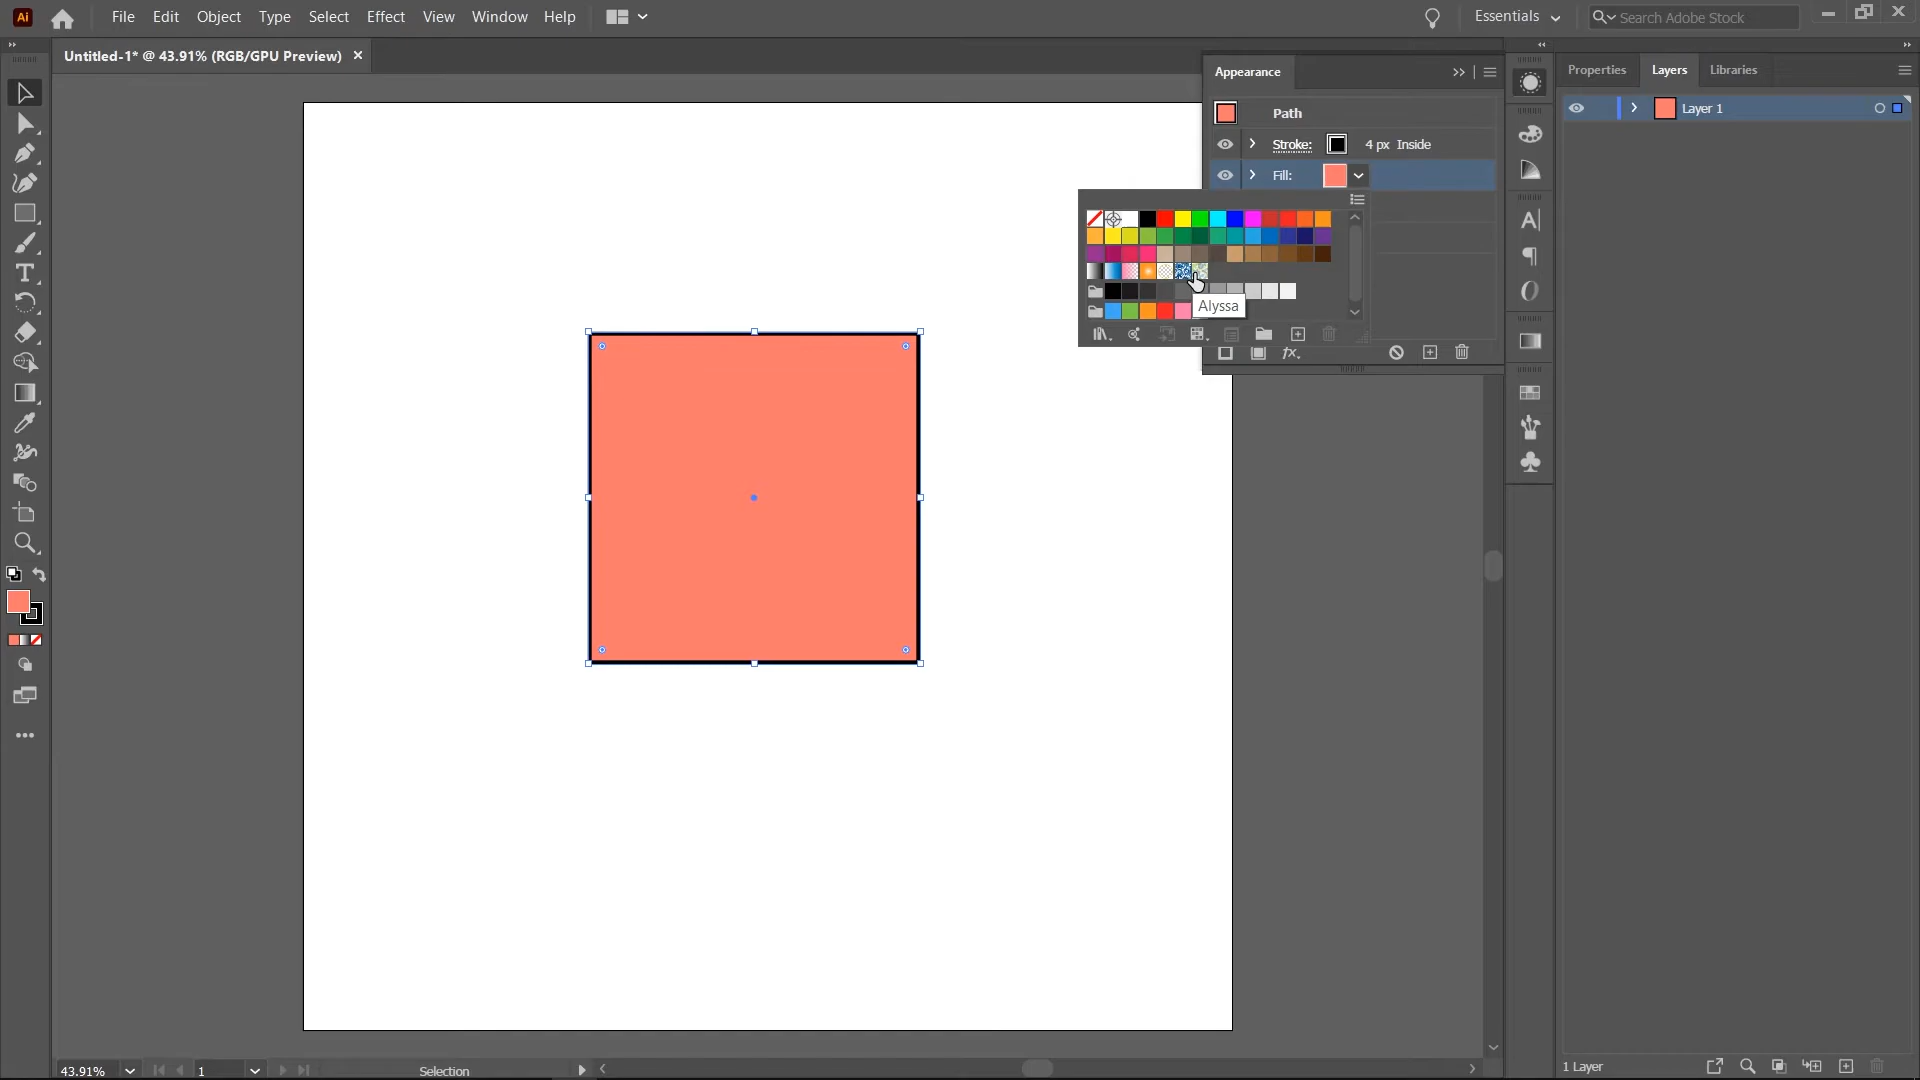 Ai File Edit Object Type Select Effect View Window Help Essentials Search Adobe Stock
Untitled-1* @ 43.91% (RGB/GPU Preview)
Appearance
Path
Stroke: 4 px Inside
Fill:
Alyssa
fx
Properties Layers Libraries
Layer 1
43.91% 1 Selection
1 Layer